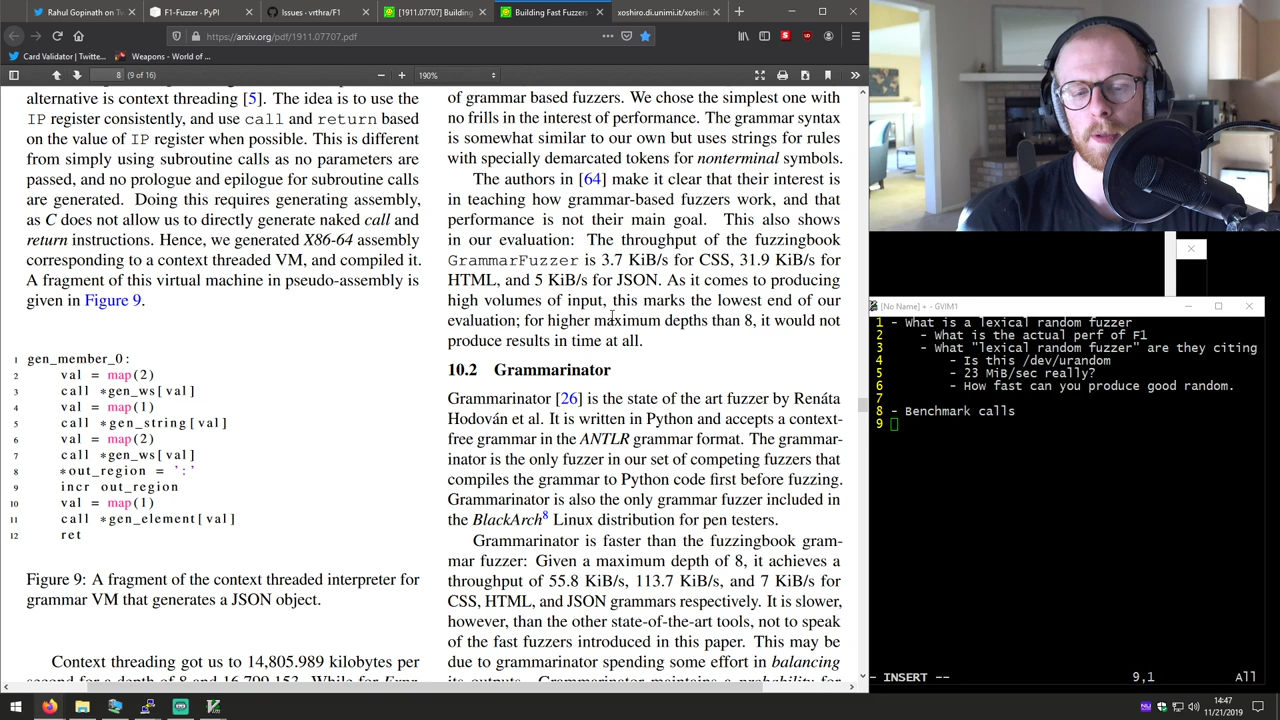 Rahul Gopinath on Tw
F1-Fuzzer · PyPI
Issues · vrthra/F1
[1911.07707] Building
Building Fast Fuzzers
xoshiro.di.unimi.it/xoshiro
https://arxiv.org/pdf/1911.07707.pdf
Card Validator | Twitter
Weapons - World of ...
8 (9 of 16)
190%
alternative is context threading [5]. The idea is to use the
IP register consistently, and use call and return based
on the value of IP register when possible. This is different
from simply using subroutine calls as no parameters are
passed, and no prologue and epilogue for subroutine calls
are generated. Doing this requires generating assembly,
as C does not allow us to directly generate naked call and
return instructions. Hence, we generated X86-64 assembly
corresponding to a context threaded VM, and compiled it.
A fragment of this virtual machine in pseudo-assembly is
given in Figure 9.
1 gen_member_0:
2 val = map(2)
3 call *gen_ws[val]
4 val = map(1)
5 call *gen_string[val]
6 val = map(2)
7 call *gen_ws[val]
8 *out_region = ':'
9 incr out_region
10 val = map(1)
11 call *gen_element[val]
12 ret
Figure 9: A fragment of the context threaded interpreter for
grammar VM that generates a JSON object.
Context threading got us to 14,805.989 kilobytes per
of grammar based fuzzers. We chose the simplest one with
no frills in the interest of performance. The grammar syntax
is somewhat similar to our own but uses strings for rules
with specially demarcated tokens for nonterminal symbols.
The authors in [64] make it clear that their interest is
in teaching how grammar-based fuzzers work, and that
performance is not their main goal. This also shows
in our evaluation: The throughput of the fuzzingbook
GrammarFuzzer is 3.7 KiB/s for CSS, 31.9 KiB/s for
HTML, and 5 KiB/s for JSON. As it comes to producing
high volumes of input, this marks the lowest end of our
evaluation; for higher maximum depths than 8, it would not
produce results in time at all.
10.2 Grammarinator
Grammarinator [26] is the state of the art fuzzer by Renáta
Hodován et al. It is written in Python and accepts a context-
free grammar in the ANTLR grammar format. The grammar-
inator is the only fuzzer in our set of competing fuzzers that
compiles the grammar to Python code first before fuzzing.
Grammarinator is also the only grammar fuzzer included in
the BlackArch8 Linux distribution for pen testers.
Grammarinator is faster than the fuzzingbook gram-
mar fuzzer: Given a maximum depth of 8, it achieves a
throughput of 55.8 KiB/s, 113.7 KiB/s, and 7 KiB/s for
CSS, HTML, and JSON grammars respectively. It is slower,
however, than the other state-of-the-art tools, not to speak
of the fast fuzzers introduced in this paper. This may be
due to grammarinator spending some effort in balancing
its outputs. Grammarinator maintains a probability for
[No Name] + - GVIM1
1 - What is a lexical random fuzzer
2 - What is the actual perf of F1
3 - What "lexical random fuzzer" are they citing
4 - Is this /dev/urandom
5 - 23 MiB/sec really?
6 - How fast can you produce good random.
7
8 - Benchmark calls
9
-- INSERT -- 9,1 All
14:47
11/21/2019